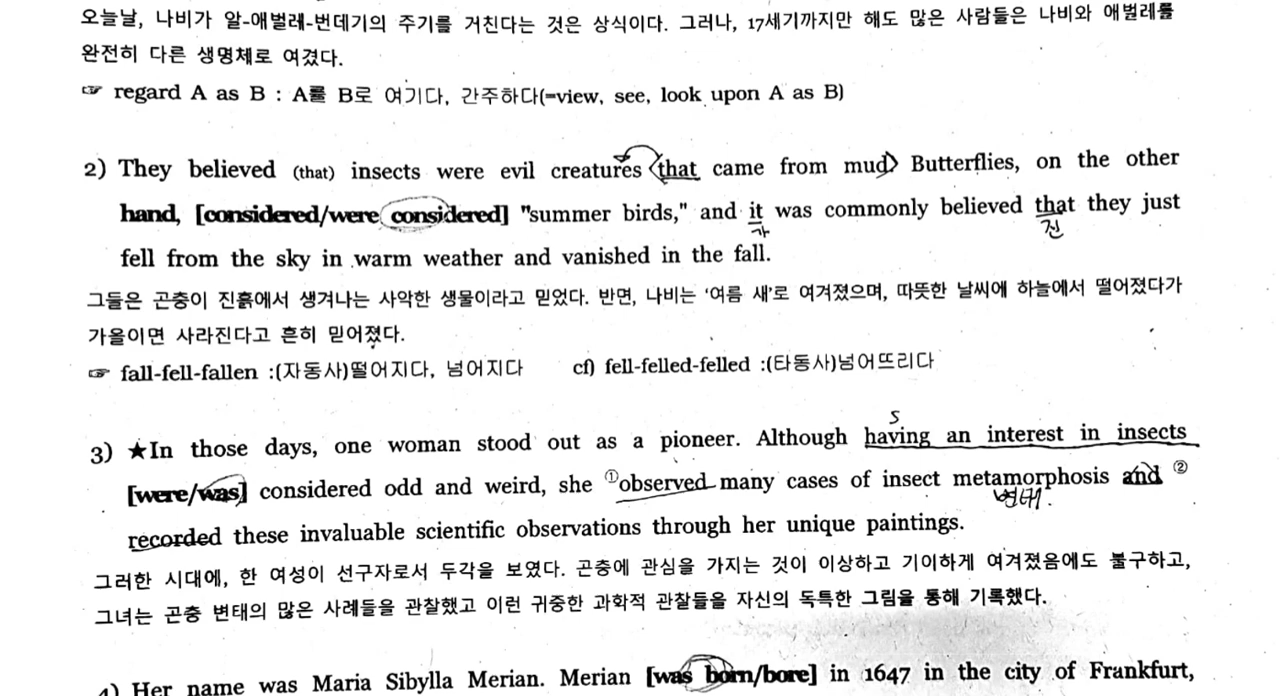 오늘날, 나비가 알-애벌레-번데기의 주기를 거친다는 것은 상식이다. 그러나, 17세기까지만 해도 많은 사람들은 나비와 애벌레를
완전히 다른 생명체로 여겼다.
☞ regard A as B : A를 B로 여기다, 간주하다(=view, see, look upon A as B)
2) They believed (that) insects were evil creatures that came from mud. Butterflies, on the other
hand, [considered/were considered] "summer birds," and it was commonly believed that they just
가 진
fell from the sky in warm weather and vanished in the fall.
그들은 곤충이 진흙에서 생겨나는 사악한 생물이라고 믿었다. 반면, 나비는 '여름 새'로 여겨졌으며, 따뜻한 날씨에 하늘에서 떨어졌다가
가을이면 사라진다고 흔히 믿어졌다.
☞ fall-fell-fallen :(자동사)떨어지다, 넘어지다 cf) fell-felled-felled :(타동사)넘어뜨리다
S
3) ★In those days, one woman stood out as a pioneer. Although having an interest in insects
[were/was] considered odd and weird, she ①observed many cases of insect metamorphosis and ②
변태.
recorded these invaluable scientific observations through her unique paintings.
그러한 시대에, 한 여성이 선구자로서 두각을 보였다. 곤충에 관심을 가지는 것이 이상하고 기이하게 여겨졌음에도 불구하고,
그녀는 곤충 변태의 많은 사례들을 관찰했고 이런 귀중한 과학적 관찰들을 자신의 독특한 그림을 통해 기록했다.
4) Her name was Maria Sibylla Merian. Merian [was born/bore] in 1647 in the city of Frankfurt,